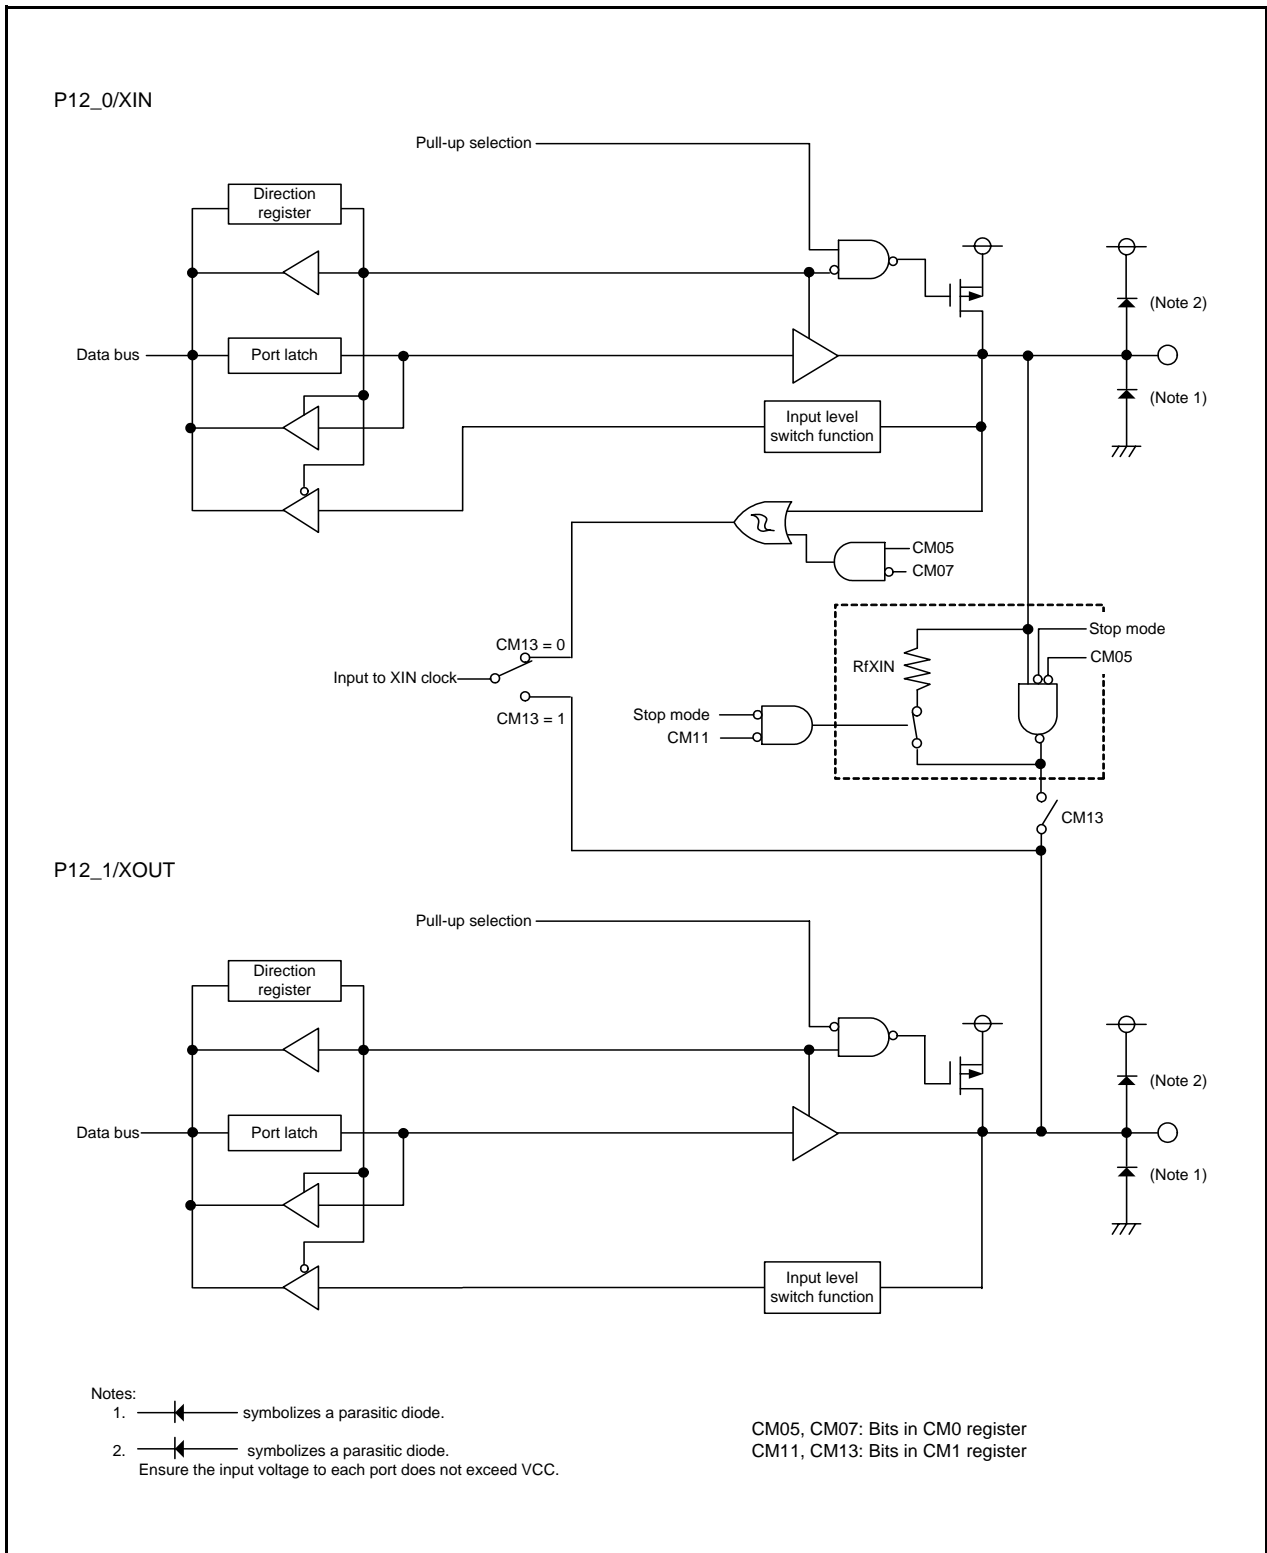 P12_0/XIN
Pull-up selection
Direction
register
(Note 2)
Data bus
Port latch
(Note 1)
Input level
switch function
CM05
CM07
CM13 = 0
Stop mode
CM05
RfXIN
Input to XIN clock
CM13 = 1
Stop mode
CM11
CM13
P12_1/XOUT
Pull-up selection
Direction
register
(Note 2)
Data bus
Port latch
(Note 1)
Input level
switch function
Notes:
1. symbolizes a parasitic diode.
2. symbolizes a parasitic diode.
Ensure the input voltage to each port does not exceed VCC.
CM05, CM07: Bits in CM0 register
CM11, CM13: Bits in CM1 register